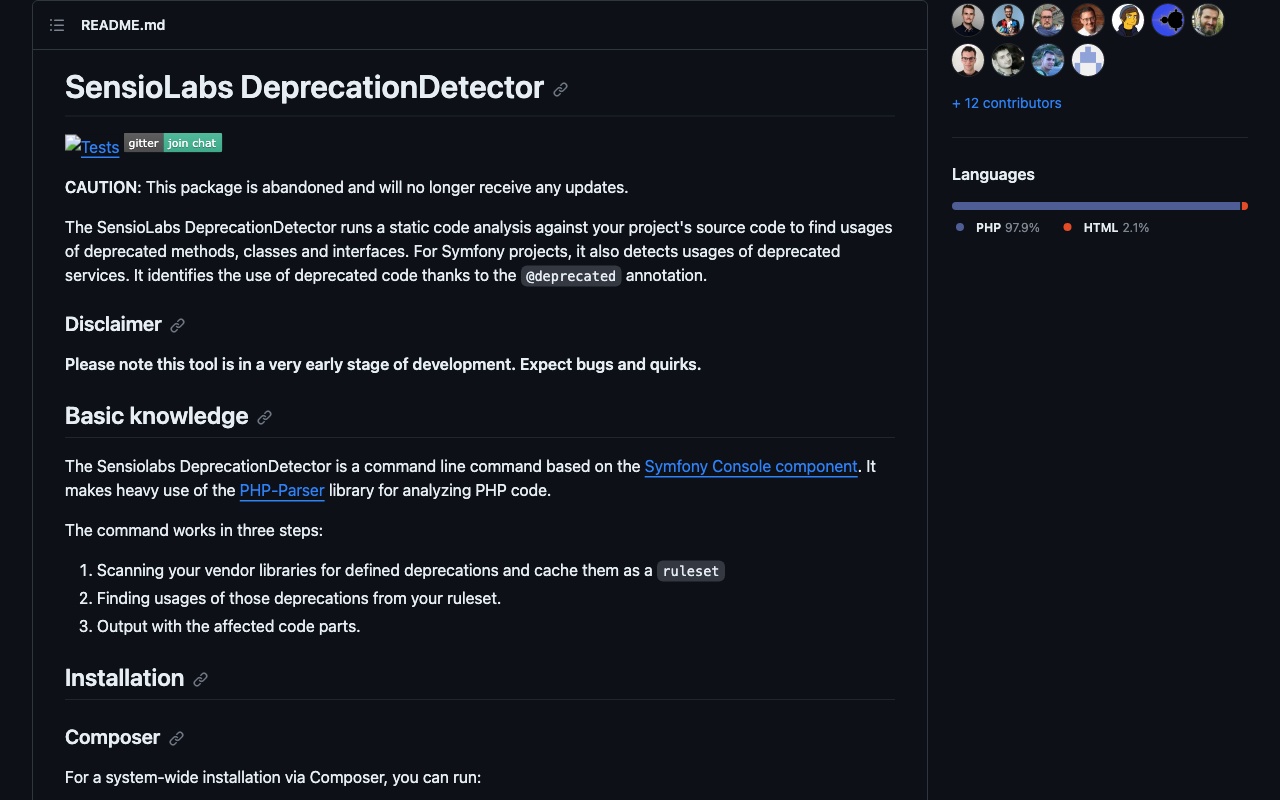 README.md
SensioLabs DeprecationDetector
Tests gitter join chat
CAUTION: This package is abandoned and will no longer receive any updates.
The SensioLabs DeprecationDetector runs a static code analysis against your project's source code to find usages
of deprecated methods, classes and interfaces. For Symfony projects, it also detects usages of deprecated
services. It identifies the use of deprecated code thanks to the @deprecated annotation.
Disclaimer
Please note this tool is in a very early stage of development. Expect bugs and quirks.
Basic knowledge
The Sensiolabs DeprecationDetector is a command line command based on the Symfony Console component. It
makes heavy use of the PHP-Parser library for analyzing PHP code.
The command works in three steps:
1. Scanning your vendor libraries for defined deprecations and cache them as a ruleset
2. Finding usages of those deprecations from your ruleset.
3. Output with the affected code parts.
Installation
Composer
For a system-wide installation via Composer, you can run:
+ 12 contributors
Languages
PHP 97.9% HTML 2.1%